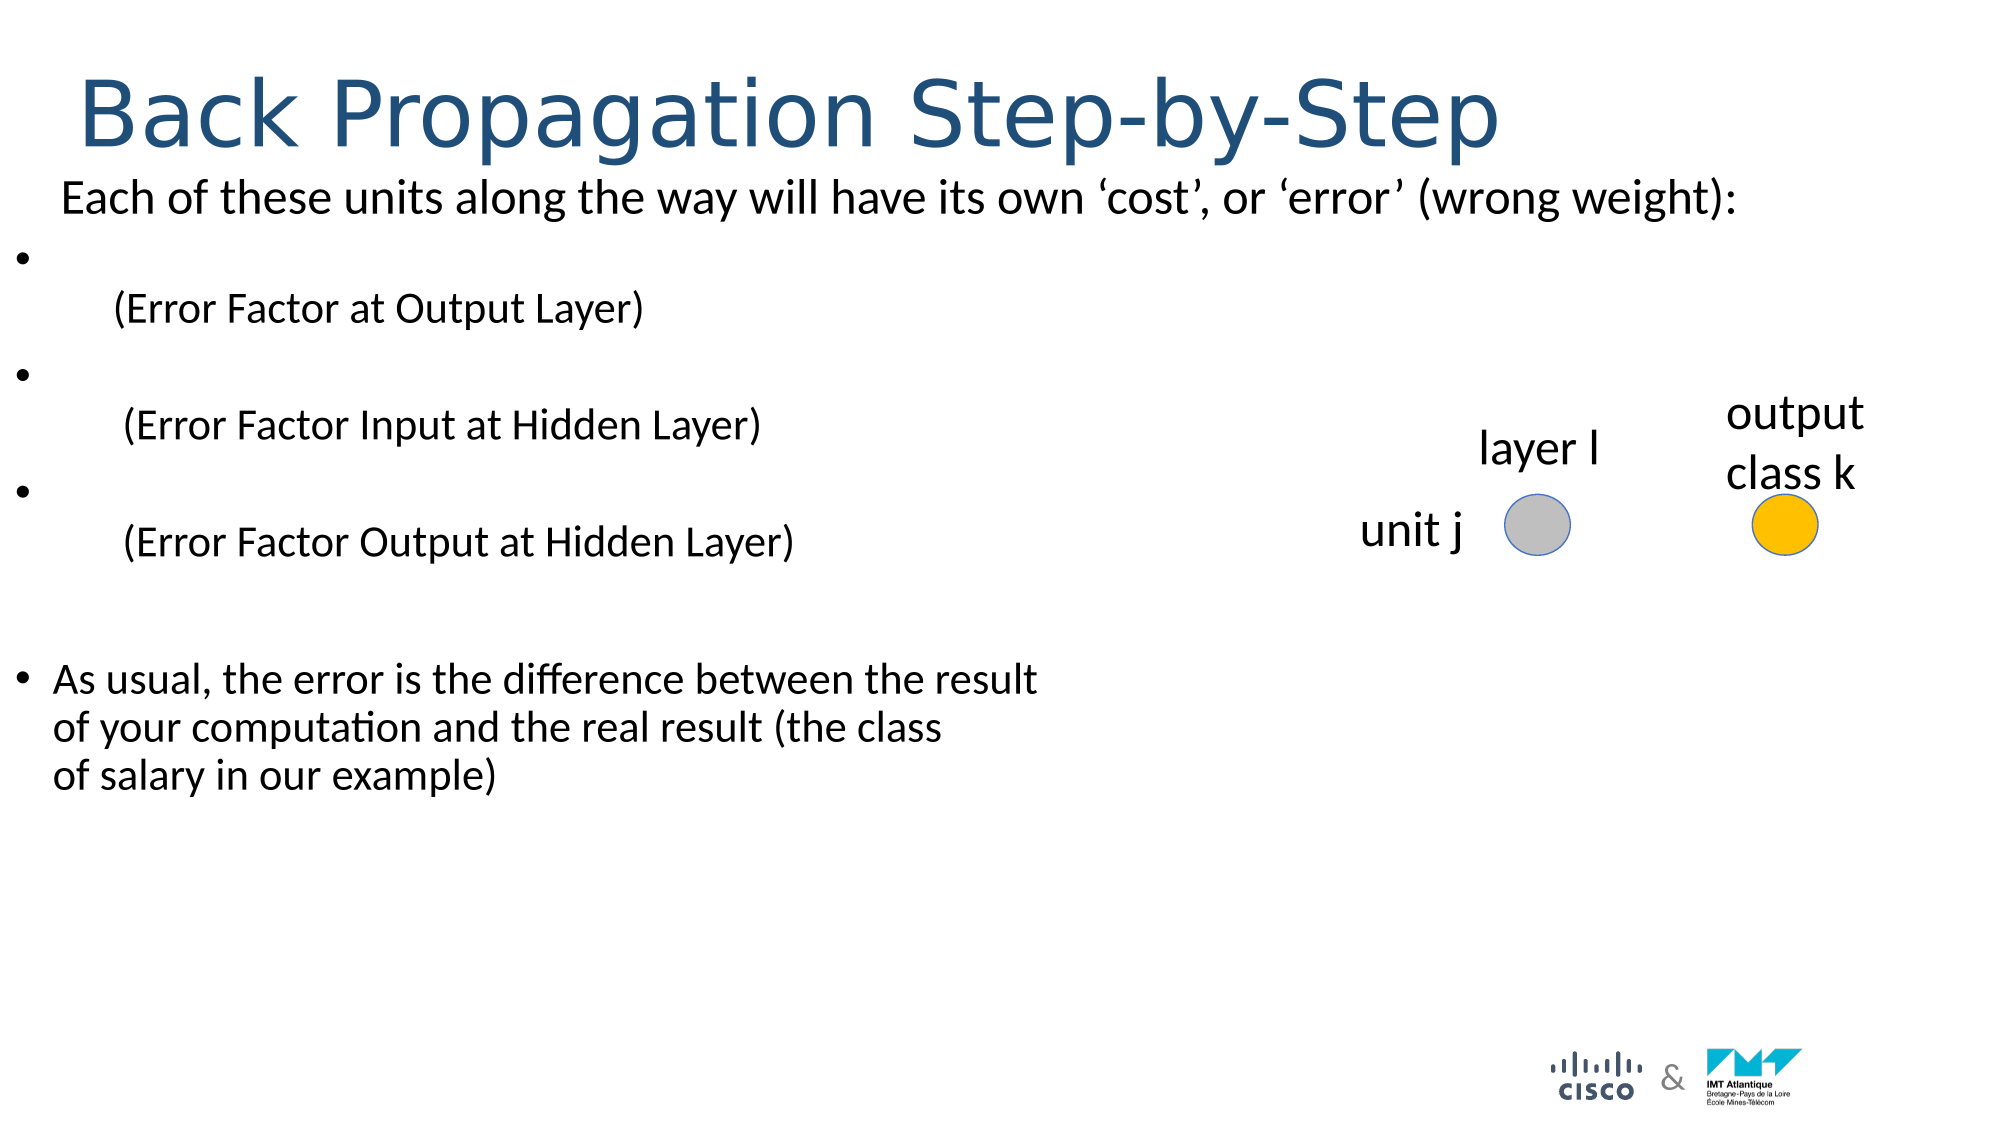 Back Propagation Step-by-Step
Each of these units along the way will have its own ‘cost’, or ‘error’ (wrong weight):
•
(Error Factor at Output Layer)
•
(Error Factor Input at Hidden Layer)
•
(Error Factor Output at Hidden Layer)
output
class k
layer l
unit j
• As usual, the error is the difference between the result
of your computation and the real result (the class
of salary in our example)
CISCO
&
IMT Atlantique
Bretagne-Pays de la Loire
École Mines-Télécom